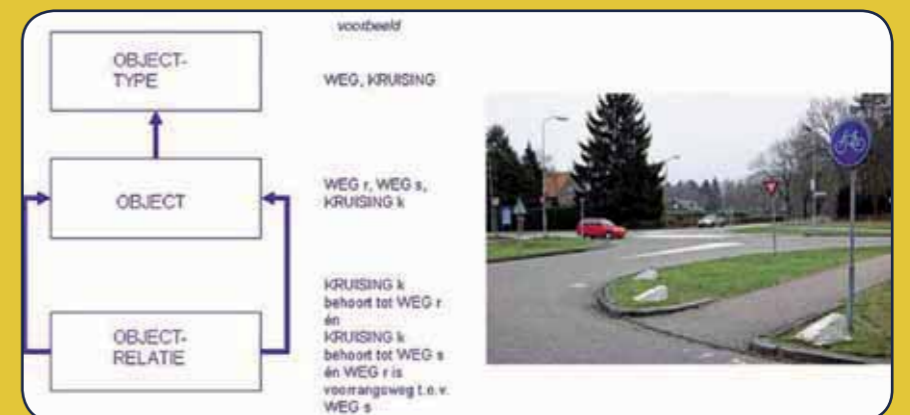 voorbeeld
OBJECT-
TYPE
WEG, KRUISING
OBJECT
WEG r, WEG s,
KRUISING k
OBJECT-
RELATIE
KRUISING k
behoort tot WEG r
én
KRUISING k
behoort tot WEG s
én WEG r is
voorrangsweg t.o.v.
WEG s